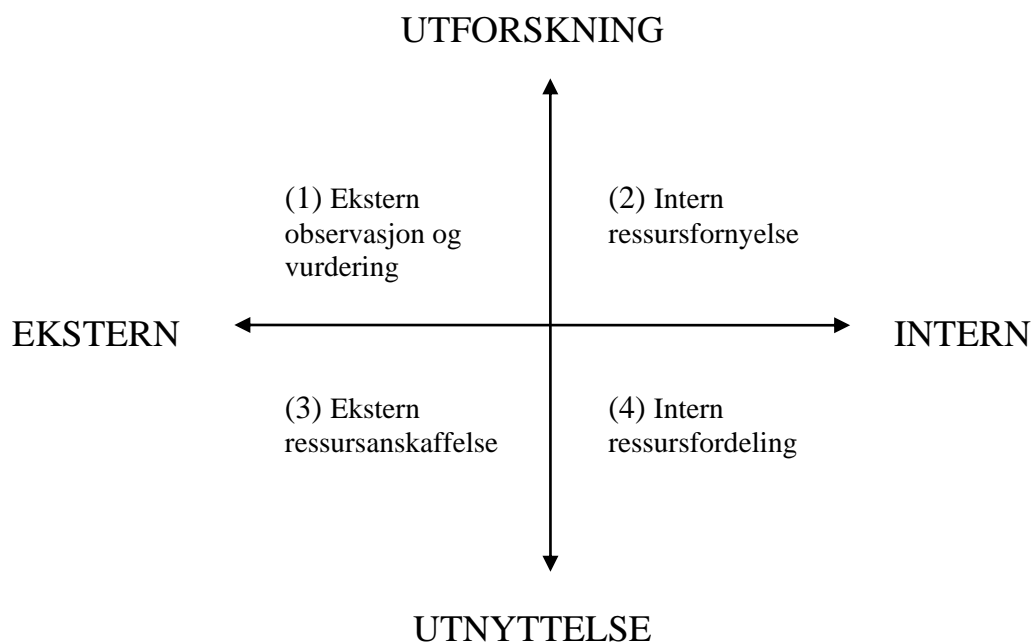 UTFORSKNING
(1) Ekstern
observasjon og
vurdering
(2) Intern
ressursfornyelse
EKSTERN
INTERN
(3) Ekstern
ressursanskaffelse
(4) Intern
ressursfordeling
UTNYTTELSE